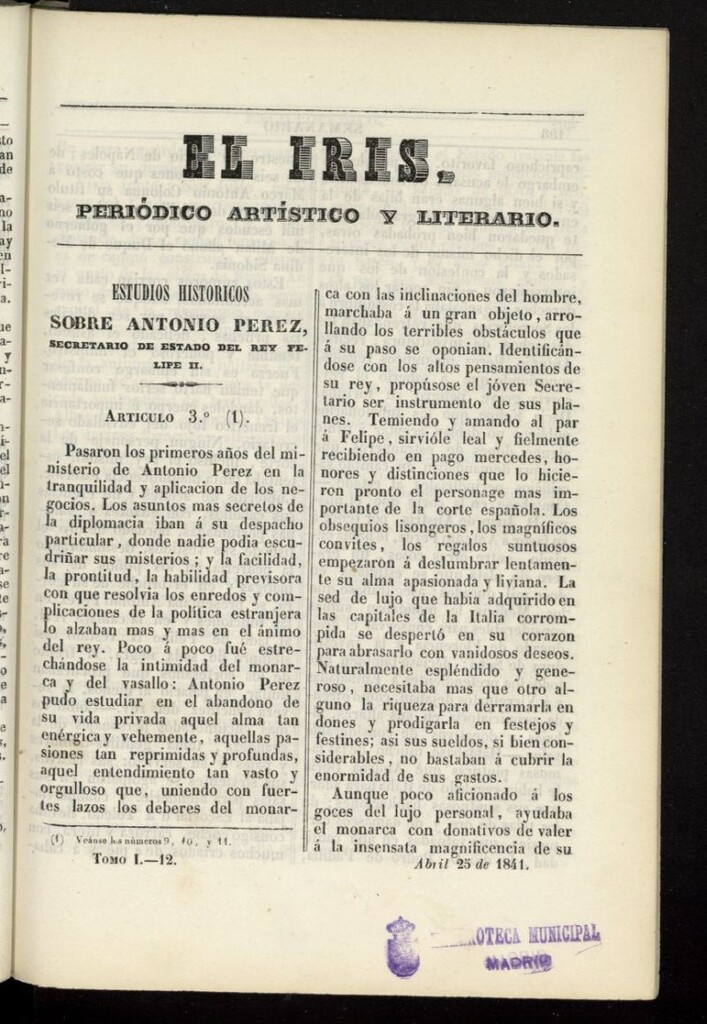 EL IRIS,
PERIÓDICO ARTÍSTICO Y LITERARIO.
ESTUDIOS HISTORICOS
SOBRE ANTONIO PEREZ,
SECRETARIO DE ESTADO DEL REY FE-
LIPE II.
ARTICULO 3.º (1).
Pasaron los primeros años del mi-
nisterio de Antonio Perez en la
tranquilidad y aplicacion de los ne-
gocios. Los asuntos mas secretos de
la diplomacia iban á su despacho
particular, donde nadie podia escu-
driñar sus misterios; y la facilidad,
la prontitud, la habilidad previsora
con que resolvia los enredos y com-
plicaciones de la política estranjera
lo alzaban mas y mas en el ánimo
del rey. Poco á poco fué estre-
chándose la intimidad del monar-
ca y del vasallo: Antonio Perez
pudo estudiar en el abandono de
su vida privada aquel alma tan
enérgica y vehemente, aquellas pa-
siones tan reprimidas y profundas,
aquel entendimiento tan vasto y
orgulloso que, uniendo con fuer-
tes lazos los deberes del monar-
(1) Veánse los números 9, 10, y 11.
TOMO I.—12.
ca con las inclinaciones del hombre,
marchaba á un gran objeto, arro-
llando los terribles obstáculos que
á su paso se oponian. Identificán-
dose con los altos pensamientos de
su rey, propúsose el jóven Secre-
tario ser instrumento de sus pla-
nes. Temiendo y amando al par
á Felipe, sirvióle leal y fielmente
recibiendo en pago mercedes, ho-
nores y distinciones que lo hicie-
ron pronto el personage mas im-
portante de la corte española. Los
obsequios lisongeros, los magníficos
convites, los regalos suntuosos
empezaron á deslumbrar lentamen-
te su alma apasionada y liviana. La
sed de lujo que habia adquirido en
las capitales de la Italia corrom-
pida se despertó en su corazon
para abrasarlo con vanidosos deseos.
Naturalmente espléndido y gene-
roso, necesitaba mas que otro al-
guno la riqueza para derramarla en
dones y prodigarla en festejos y
festines; asi sus sueldos, si bien con-
siderables, no bastaban á cubrir la
enormidad de sus gastos.
Aunque poco aficionado á los
goces del lujo personal, ayudaba
el monarca con donativos de valer
á la insensata magnificencia de su
Abril 25 de 1841.
OTECA MUNICIPAL
MADRID